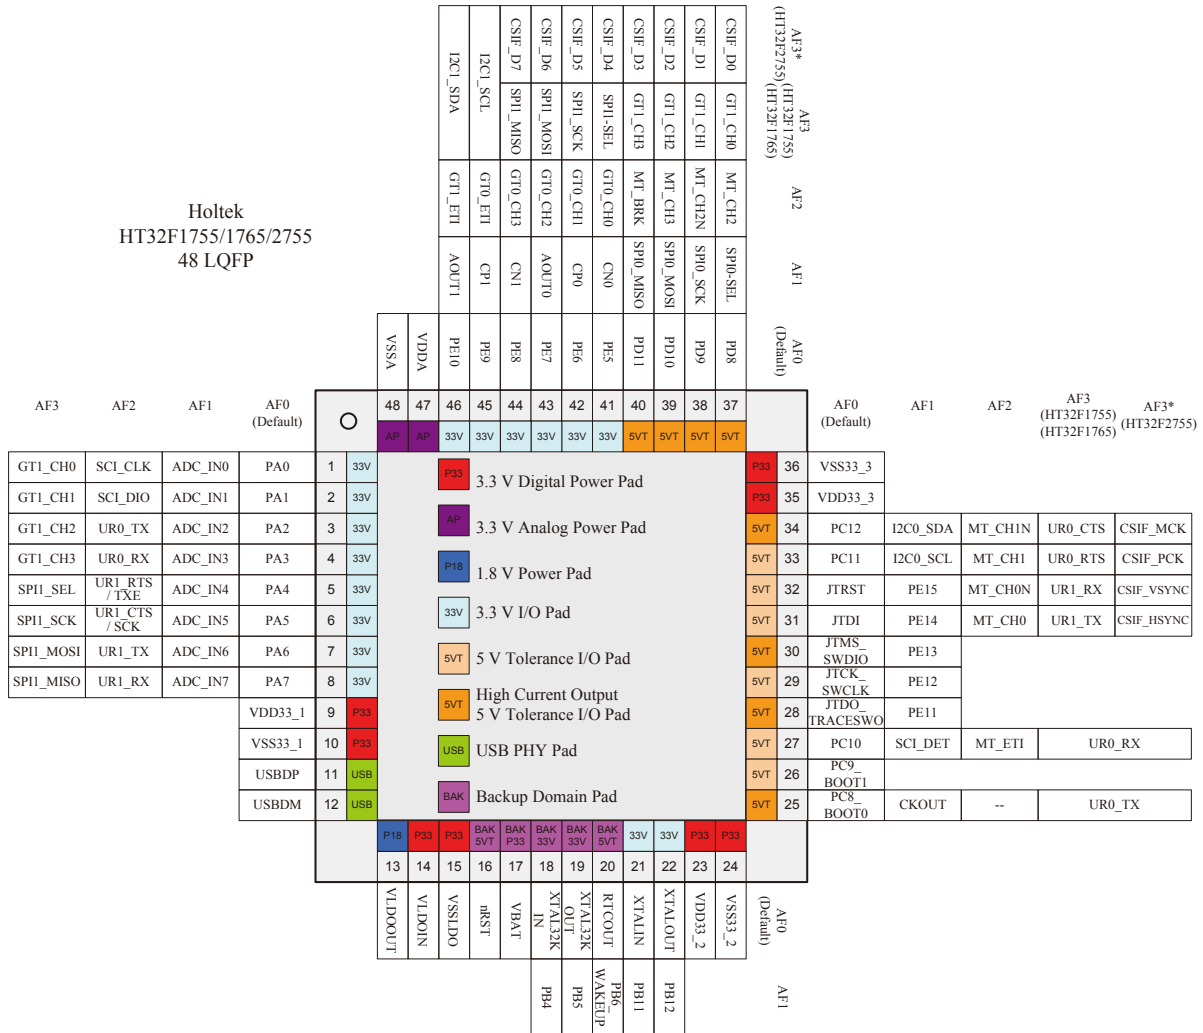 Holtek
HT32F1755/1765/2755
48 LQFP
AF3*
(HT32F2755)
AF3
(HT32F1755)
(HT32F1765)
AF2
AF1
AF0
(Default)
I2C1_SDA
I2C1_SCL
CSIF_D7
CSIF_D6
CSIF_D5
CSIF_D4
CSIF_D3
CSIF_D2
CSIF_D1
CSIF_D0
SPI1_MISO
SPI1_MOSI
SPI1_SCK
SPI1-SEL
GT1_CH3
GT1_CH2
GT1_CH1
GT1_CH0
GT1_ETI
GT0_ETI
GT0_CH3
GT0_CH2
GT0_CH1
GT0_CH0
MT_BRK
MT_CH3
MT_CH2N
MT_CH2
AOUT1
CP1
CN1
AOUT0
CP0
CN0
SPI0_MISO
SPI0_MOSI
SPI0_SCK
SPI0-SEL
VSSA
VDDA
PE10
PE9
PE8
PE7
PE6
PE5
PD11
PD10
PD9
PD8
AF3 AF2 AF1 AF0
(Default)
48 47 46 45 44 43 42 41 40 39 38 37
AP AP 33V 33V 33V 33V 33V 33V 5VT 5VT 5VT 5VT
AF0
(Default)
AF1
AF2
AF3
(HT32F1755)
(HT32F1765)
AF3*
(HT32F2755)
GT1_CH0 SCI_CLK ADC_IN0 PA0 1 33V
GT1_CH1 SCI_DIO ADC_IN1 PA1 2 33V
GT1_CH2 UR0_TX ADC_IN2 PA2 3 33V
GT1_CH3 UR0_RX ADC_IN3 PA3 4 33V
SPI1_SEL UR1_RTS
/ TXE ADC_IN4 PA4 5 33V
SPI1_SCK UR1_CTS
/ SCK ADC_IN5 PA5 6 33V
SPI1_MOSI UR1_TX ADC_IN6 PA6 7 33V
SPI1_MISO UR1_RX ADC_IN7 PA7 8 33V
VDD33_1 9 P33
VSS33_1 10 P33
USBDP 11 USB
USBDM 12 USB
P33 3.3 V Digital Power Pad
AP 3.3 V Analog Power Pad
P18 1.8 V Power Pad
33V 3.3 V I/O Pad
5VT 5 V Tolerance I/O Pad
5VT High Current Output
5 V Tolerance I/O Pad
USB USB PHY Pad
BAK Backup Domain Pad
P33 36 VSS33_3
P33 35 VDD33_3
5VT 34 PC12 I2C0_SDA MT_CH1N UR0_CTS CSIF_MCK
5VT 33 PC11 I2C0_SCL MT_CH1 UR0_RTS CSIF_PCK
5VT 32 JTRST PE15 MT_CH0N UR1_RX CSIF_VSYNC
5VT 31 JTDI PE14 MT_CH0 UR1_TX CSIF_HSYNC
5VT 30 JTMS_
SWDIO PE13
5VT 29 JTCK_
SWCLK PE12
5VT 28 JTDO_
TRACESWO PE11
5VT 27 PC10 SCI_DET MT_ETI UR0_RX
5VT 26 PC9_
BOOT1
5VT 25 PC8_
BOOT0 CKOUT -- UR0_TX
P18 P33 P33 BAK
5VT BAK
P33 BAK
33V BAK
33V BAK
5VT 33V 33V P33 P33
13 14 15 16 17 18 19 20 21 22 23 24
VLDOOUT
VLDOIN
VSSLDO
nRST
VBAT
XTAL32K
IN
XTAL32K
OUT
RTCOUT
XTALIN
XTALOUT
VDD33_2
VSS33_2
AF0
(Default)
PB4
PB5
PB6_
WAKEUP
PB11
PB12
AF1